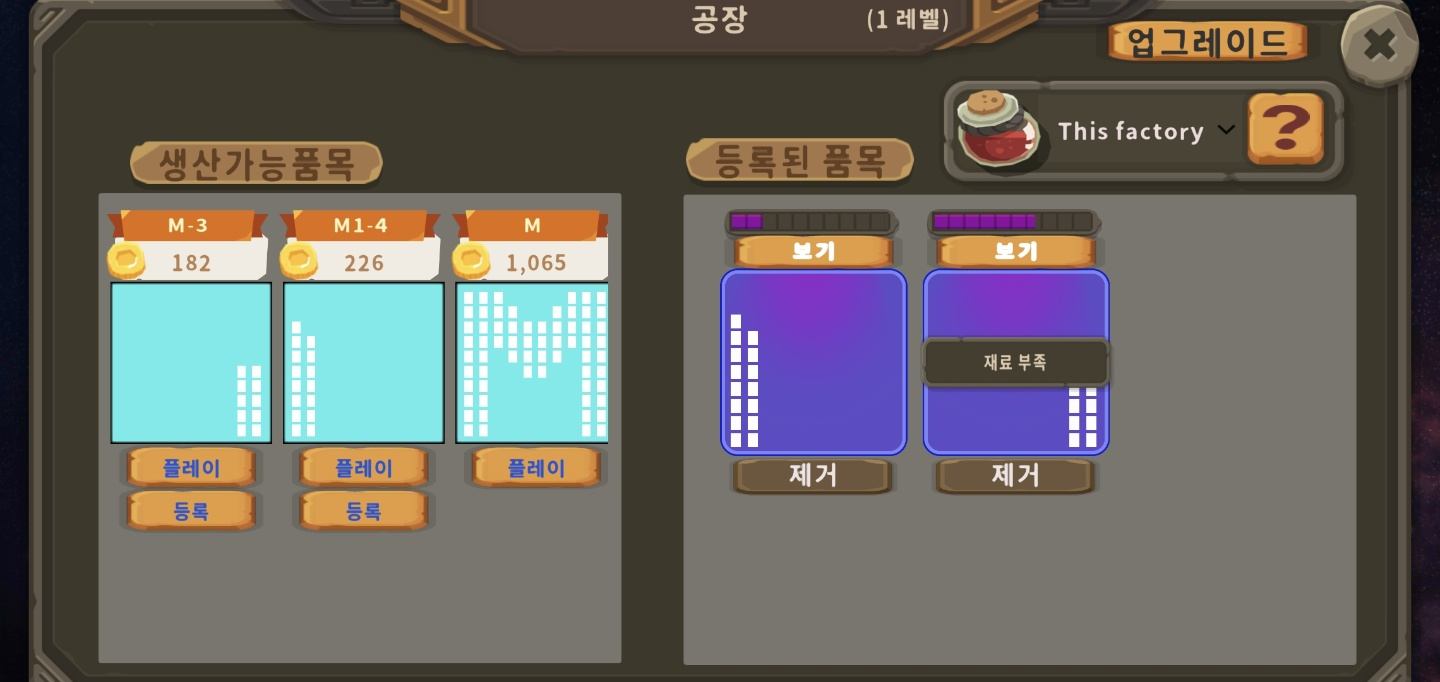 공장 (1 레벨)
업그레이드
This factory
?
생산가능품목
등록된 품목
M-3
M1-4
M
182
226
1,065
보기
보기
재료 부족
플레이
플레이
플레이
제거
제거
등록
등록